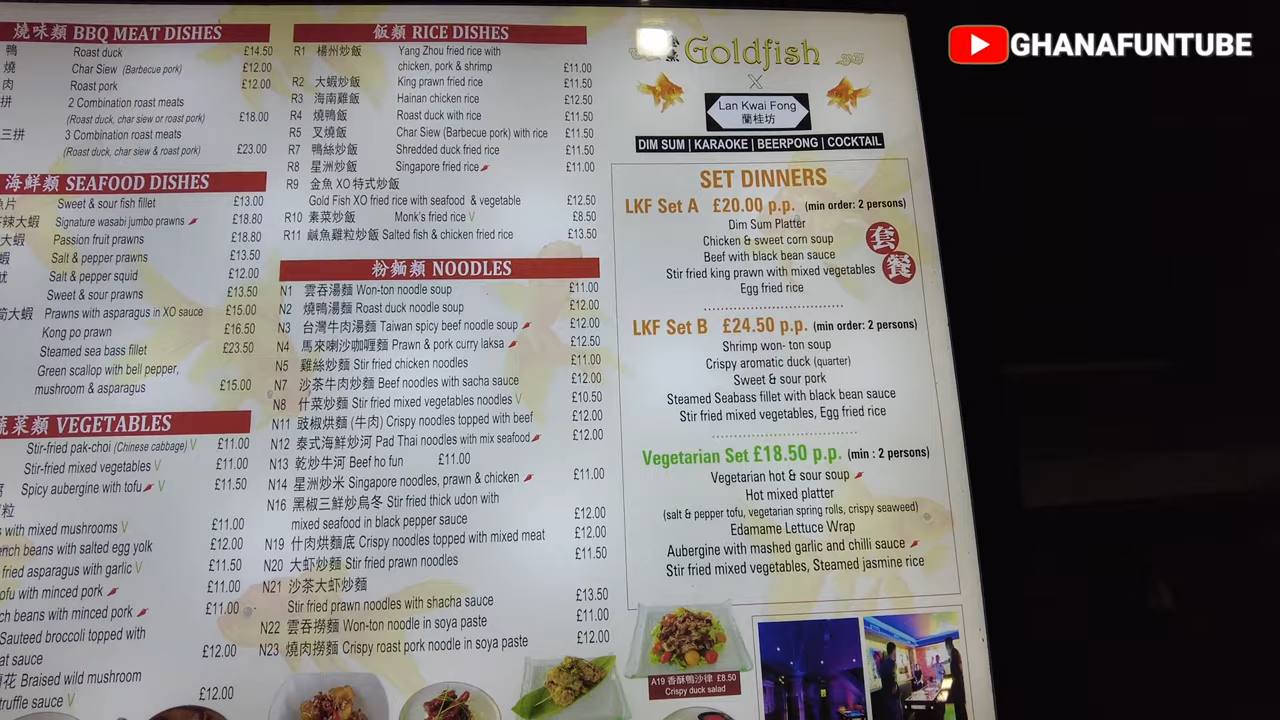 燒味類 BBQ MEAT DISHES
鴨 Roast duck £14.50
燒 Char Siew (Barbecue pork) £12.00
肉 Roast pork £12.00
拼 2 Combination roast meats
(Roast duck, char siew or roast pork) £18.00
三拼 3 Combination roast meats
(Roast duck, char siew & roast pork) £23.00
海鮮類 SEAFOOD DISHES
魚片 Sweet & sour fish fillet £13.00
辣大蝦 Signature wasabi jumbo prawns £18.80
大蝦 Passion fruit prawns £18.80
蝦 Salt & pepper prawns £13.50
Salt & pepper squid £12.00
Sweet & sour prawns £13.50
筍大蝦 Prawns with asparagus in XO sauce £15.00
Kong po prawn £16.50
Steamed sea bass fillet £23.50
Green scallop with bell pepper,
mushroom & asparagus £15.00
蔬菜類 VEGETABLES
Stir-fried pak-choi (Chinese cabbage) V £11.00
Stir-fried mixed vegetables V £11.00
Spicy aubergine with tofu V £11.50
粒
with mixed mushrooms V £11.00
beans with salted egg yolk £12.00
fried asparagus with garlic V £11.50
with minced pork £11.00
beans with minced pork £11.00
Sauteed broccoli topped with
sauce £12.00
花 Braised wild mushroom
truffle sauce V £12.00
飯類 RICE DISHES
R1 楊州炒飯 Yang Zhou fried rice with
chicken, pork & shrimp £11.00
R2 大蝦炒飯 King prawn fried rice £11.50
R3 海南雞飯 Hainan chicken rice £12.50
R4 燒鴨飯 Roast duck with rice £11.50
R5 叉燒飯 Char Siew (Barbecue pork) with rice £11.50
R7 鴨絲炒飯 Shredded duck fried rice £11.50
R8 星洲炒飯 Singapore fried rice £11.00
R9 金魚 XO 特式炒飯
Gold Fish XO fried rice with seafood & vegetable £12.50
R10 素菜炒飯 Monk's fried rice V £8.50
R11 鹹魚雞粒炒飯 Salted fish & chicken fried rice £13.50
粉麵類 NOODLES
N1 雲吞湯麵 Won-ton noodle soup £11.00
N2 燒鴨湯麵 Roast duck noodle soup £12.00
N3 台灣牛肉湯麵 Taiwan spicy beef noodle soup £12.00
N4 馬來喇沙咖喱麵 Prawn & pork curry laksa £12.50
N5 雞絲炒麵 Stir fried chicken noodles £11.00
N7 沙茶牛肉炒麵 Beef noodles with sacha sauce £12.00
N8 什菜炒麵 Stir fried mixed vegetables noodles V £10.50
N11 豉椒烘麵 (牛肉) Crispy noodles topped with beef £12.00
N12 泰式海鮮炒河 Pad Thai noodles with mix seafood £12.00
N13 乾炒牛河 Beef ho fun £11.00
N14 星洲炒米 Singapore noodles, prawn & chicken £11.00
N16 黑椒三鮮炒烏冬 Stir fried thick udon with
mixed seafood in black pepper sauce £12.00
N19 什肉烘麵底 Crispy noodles topped with mixed meat £12.00
N20 大虾炒麵 Stir fried prawn noodles £11.50
N21 沙茶大虾炒麵
Stir fried prawn noodles with shacha sauce £13.50
N22 雲吞撈麵 Won-ton noodle in soya paste £11.00
N23 燒肉撈麵 Crispy roast pork noodle in soya paste £12.00
Goldfish
X
Lan Kwai Fong
蘭桂坊
DIM SUM | KARAOKE | BEERPONG | COCKTAIL
SET DINNERS
LKF Set A £20.00 p.p. (min order: 2 persons)
Dim Sum Platter
Chicken & sweet corn soup
Beef with black bean sauce
Stir fried king prawn with mixed vegetables
Egg fried rice
套餐
LKF Set B £24.50 p.p. (min order: 2 persons)
Shrimp won- ton soup
Crispy aromatic duck (quarter)
Sweet & sour pork
Steamed Seabass fillet with black bean sauce
Stir fried mixed vegetables, Egg fried rice
Vegetarian Set £18.50 p.p. (min : 2 persons)
Vegetarian hot & sour soup
Hot mixed platter
(salt & pepper tofu, vegetarian spring rolls, crispy seaweed)
Edamame Lettuce Wrap
Aubergine with mashed garlic and chilli sauce
Stir fried mixed vegetables, Steamed jasmine rice
A19 香酥鴨沙律 £8.50
Crispy duck salad
GHANAFUNTUBE